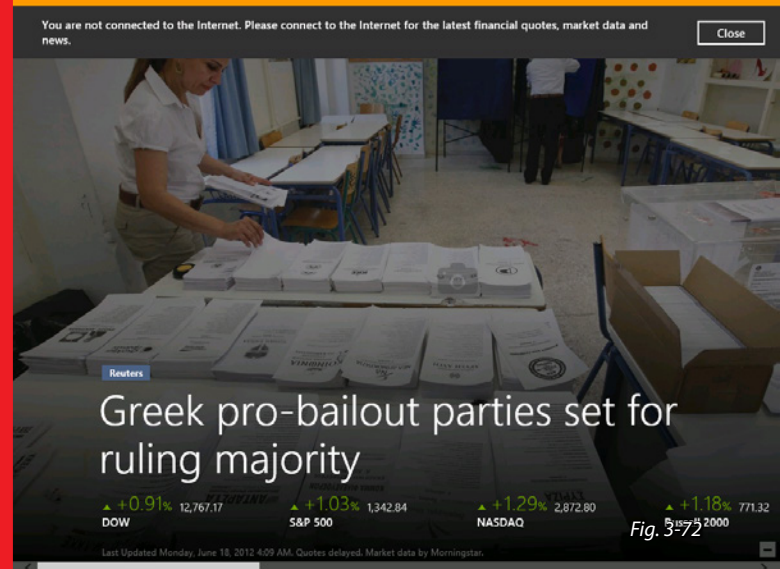 You are not connected to the Internet. Please connect to the Internet for the latest financial quotes, market data and
news.
Close
Reuters
Greek pro-bailout parties set for
ruling majority
+0.91% 12,767.17
DOW
+1.03% 1,342.84
S&P 500
+1.29% 2,872.80
NASDAQ
+1.18% 771.32
2000
Fig. 3-72
Last Updated Monday, June 18, 2012 4:09 AM. Quotes delayed. Market data by Morningstar.